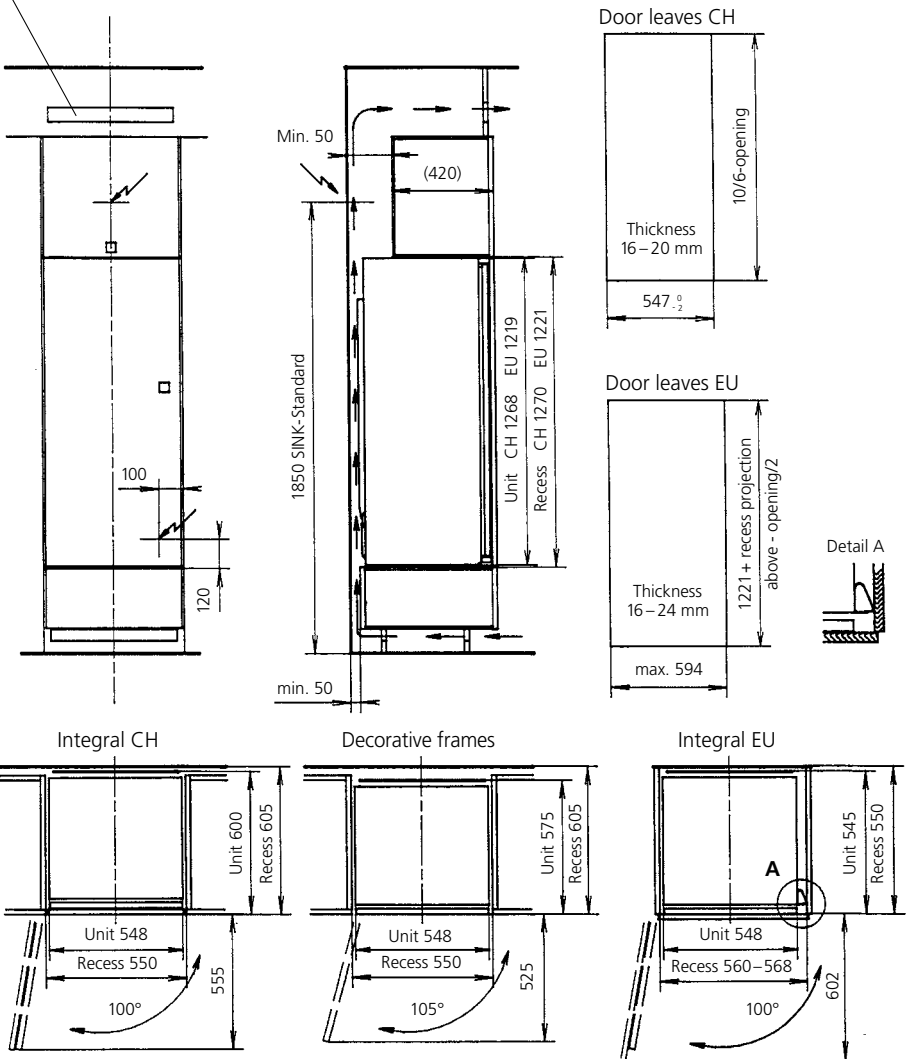 Door leaves CH
Min. 50
(420)
10/6-opening
Thickness
16–20 mm
547 0 -2
1850 SINK-Standard
Unit CH 1268 EU 1219
Recess CH 1270 EU 1221
Door leaves EU
100
120
Thickness
16–24 mm
1221 + recess projection
above - opening/2
Detail A
min. 50
max. 594
Integral CH
Unit 600
Recess 605
Unit 548
Recess 550
555
100°
Decorative frames
Unit 575
Recess 605
Unit 548
Recess 550
525
105°
Integral EU
Unit 545
Recess 550
A
Unit 548
Recess 560–568
602
100°